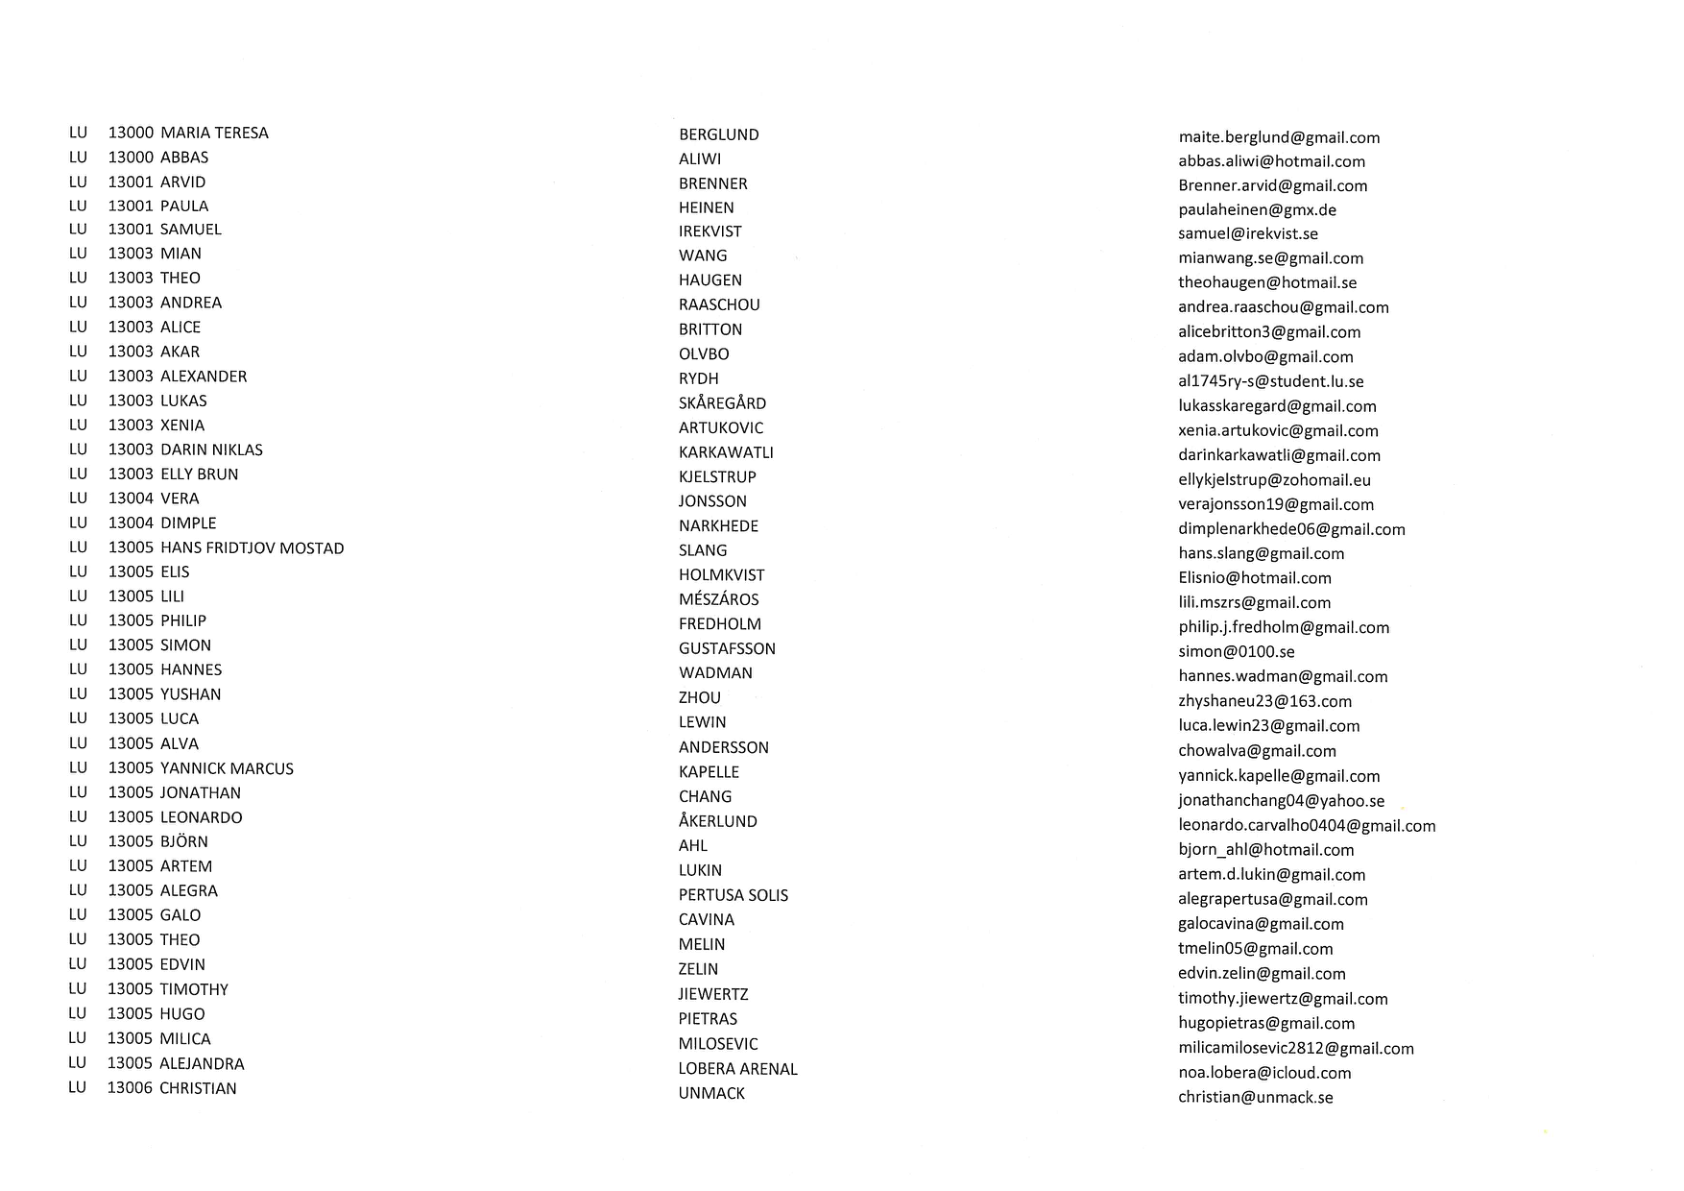 LU 13000 MARIA TERESA BERGLUND maite.berglund@gmail.com
LU 13000 ABBAS ALIWI abbas.aliwi@hotmail.com
LU 13001 ARVID BRENNER Brenner.arvid@gmail.com
LU 13001 PAULA HEINEN paulaheinen@gmx.de
LU 13001 SAMUEL IREKVIST samuel@irekvist.se
LU 13003 MIAN WANG mianwang.se@gmail.com
LU 13003 THEO HAUGEN theohaugen@hotmail.se
LU 13003 ANDREA RAASCHOU andrea.raaschou@gmail.com
LU 13003 ALICE BRITTON alicebritton3@gmail.com
LU 13003 AKAR OLVBO adam.olvbo@gmail.com
LU 13003 ALEXANDER RYDH al1745ry-s@student.lu.se
LU 13003 LUKAS SKÅREGÅRD lukasskaregard@gmail.com
LU 13003 XENIA ARTUKOVIC xenia.artukovic@gmail.com
LU 13003 DARIN NIKLAS KARKAWATLI darinkarkawatli@gmail.com
LU 13003 ELLY BRUN KJELSTRUP ellykjelstrup@zohomail.eu
LU 13004 VERA JONSSON verajonsson19@gmail.com
LU 13004 DIMPLE NARKHEDE dimplenarkhede06@gmail.com
LU 13005 HANS FRIDTJOV MOSTAD SLANG hans.slang@gmail.com
LU 13005 ELIS HOLMKVIST Elisnio@hotmail.com
LU 13005 LILI MÉSZÁROS lili.mszrs@gmail.com
LU 13005 PHILIP FREDHOLM philip.j.fredholm@gmail.com
LU 13005 SIMON GUSTAFSSON simon@0100.se
LU 13005 HANNES WADMAN hannes.wadman@gmail.com
LU 13005 YUSHAN ZHOU zhyshaneu23@163.com
LU 13005 LUCA LEWIN luca.lewin23@gmail.com
LU 13005 ALVA ANDERSSON chowalva@gmail.com
LU 13005 YANNICK MARCUS KAPELLE yannick.kapelle@gmail.com
LU 13005 JONATHAN CHANG jonathanchang04@yahoo.se
LU 13005 LEONARDO ÅKERLUND leonardo.carvalho0404@gmail.com
LU 13005 BJÖRN AHL bjorn_ahl@hotmail.com
LU 13005 ARTEM LUKIN artem.d.lukin@gmail.com
LU 13005 ALEGRA PERTUSA SOLIS alegrapertusa@gmail.com
LU 13005 GALO CAVINA galocavina@gmail.com
LU 13005 THEO MELIN tmelin05@gmail.com
LU 13005 EDVIN ZELIN edvin.zelin@gmail.com
LU 13005 TIMOTHY JIEWERTZ timothy.jiewertz@gmail.com
LU 13005 HUGO PIETRAS hugopietras@gmail.com
LU 13005 MILICA MILOSEVIC milicamilosevic2812@gmail.com
LU 13005 ALEJANDRA LOBERA ARENAL noa.lobera@icloud.com
LU 13006 CHRISTIAN UNMACK christian@unmack.se